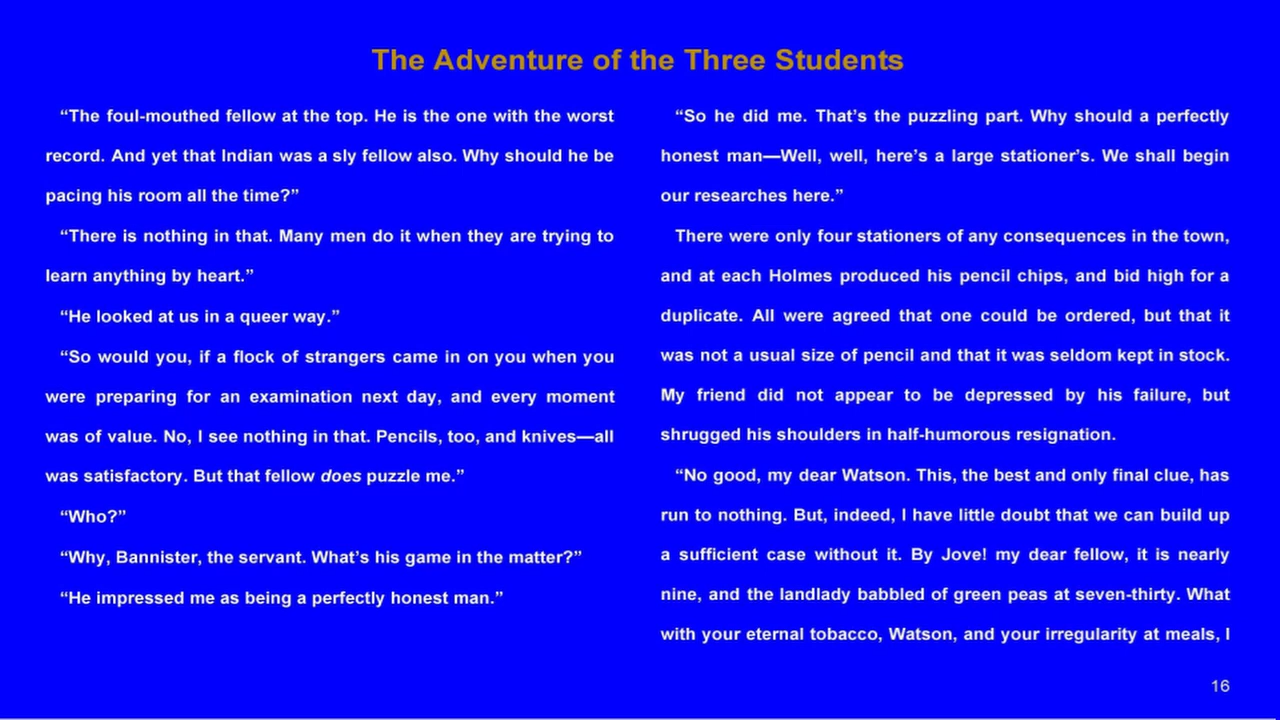 The Adventure of the Three Students
“The foul-mouthed fellow at the top. He is the one with the worst
record. And yet that Indian was a sly fellow also. Why should he be
pacing his room all the time?”
“There is nothing in that. Many men do it when they are trying to
learn anything by heart.”
“He looked at us in a queer way.”
“So would you, if a flock of strangers came in on you when you
were preparing for an examination next day, and every moment
was of value. No, I see nothing in that. Pencils, too, and knives—all
was satisfactory. But that fellow does puzzle me.”
“Who?”
“Why, Bannister, the servant. What’s his game in the matter?”
“He impressed me as being a perfectly honest man.”
“So he did me. That’s the puzzling part. Why should a perfectly
honest man—Well, well, here’s a large stationer’s. We shall begin
our researches here.”
There were only four stationers of any consequences in the town,
and at each Holmes produced his pencil chips, and bid high for a
duplicate. All were agreed that one could be ordered, but that it
was not a usual size of pencil and that it was seldom kept in stock.
My friend did not appear to be depressed by his failure, but
shrugged his shoulders in half-humorous resignation.
“No good, my dear Watson. This, the best and only final clue, has
run to nothing. But, indeed, I have little doubt that we can build up
a sufficient case without it. By Jove! my dear fellow, it is nearly
nine, and the landlady babbled of green peas at seven-thirty. What
with your eternal tobacco, Watson, and your irregularity at meals, I
16